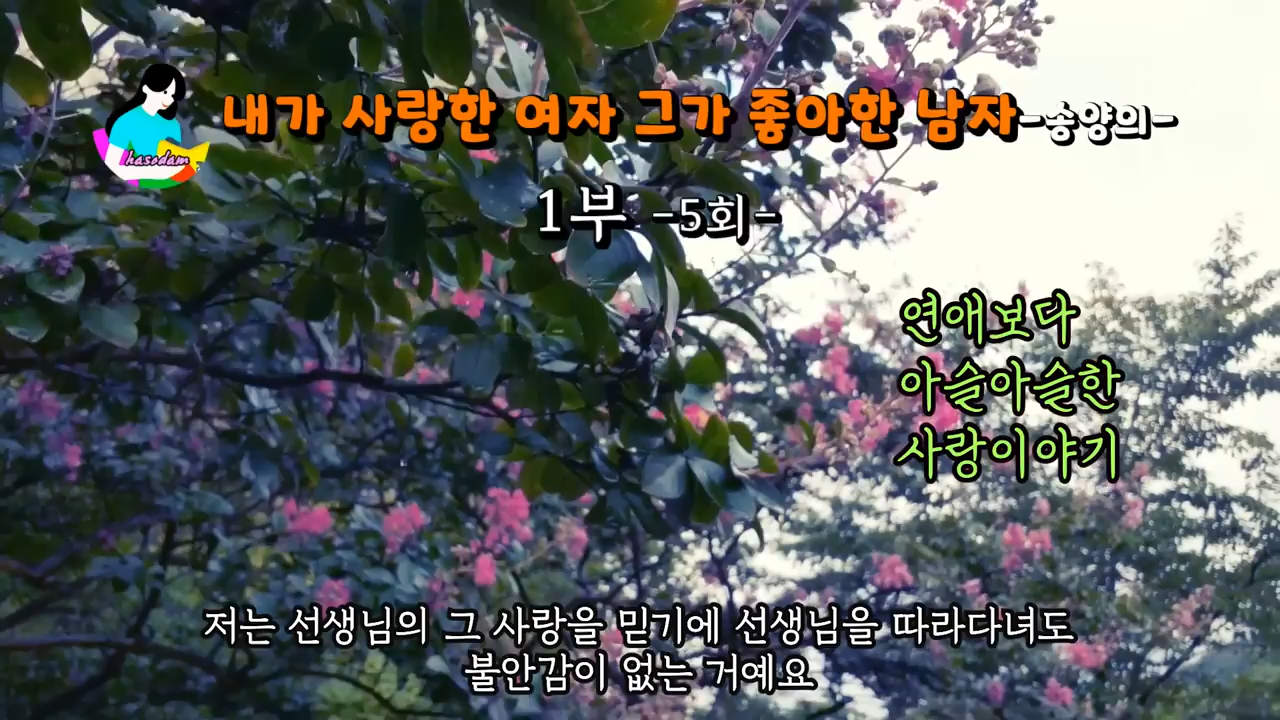 내가 사랑한 여자 그가 좋아한 남자-송양의-
hasodam
1부 -5회-
연애보다
아슬아슬한
사랑이야기
저는 선생님의 그 사랑을 믿기에 선생님을 따라다녀도
불안감이 없는 거예요